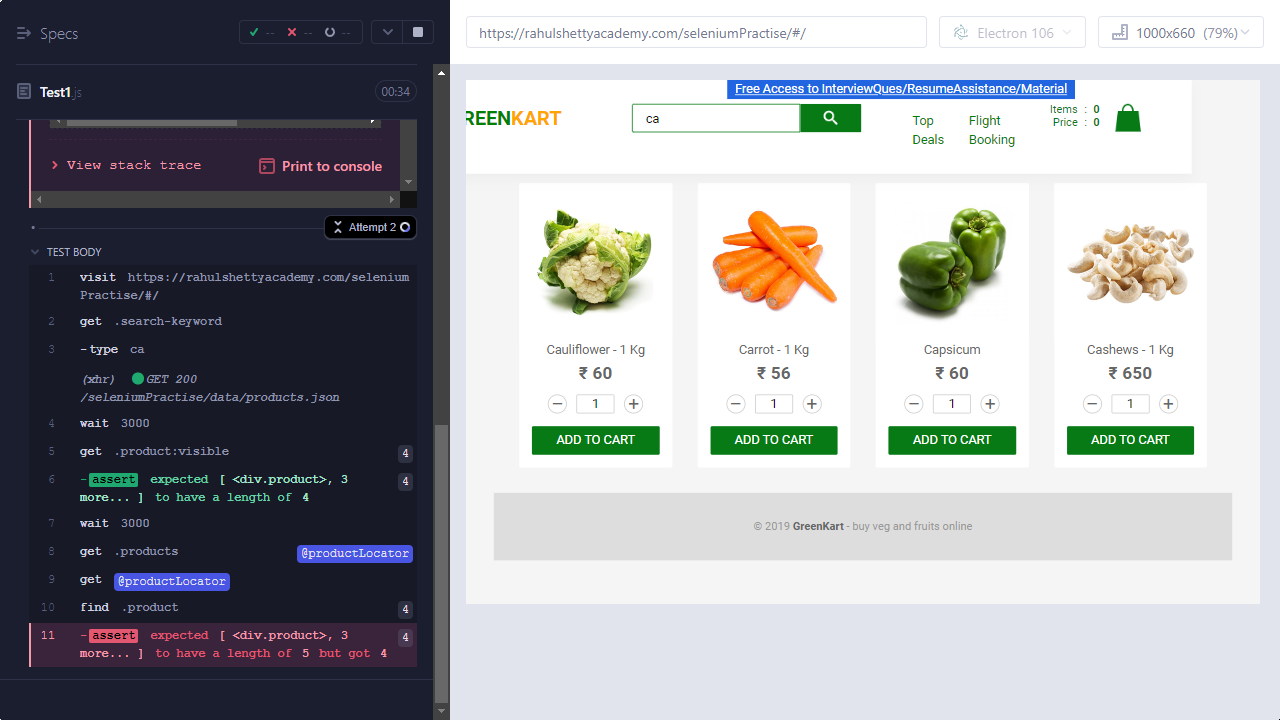 Specs
-- -- --
Test1.js
00:34
View stack trace
Print to console
Attempt 2
TEST BODY
1 visit https://rahulshettyacademy.com/selenium
Practise/#/
2 get .search-keyword
3 -type ca
(xhr) GET 200
/seleniumPractise/data/products.json
4 wait 3000
5 get .product:visible 4
6 -assert expected [ <div.product>, 3 4
more... ] to have a length of 4
7 wait 3000
8 get .products @productLocator
9 get @productLocator
10 find .product 4
11 -assert expected [ <div.product>, 3 4
more... ] to have a length of 5 but got 4
https://rahulshettyacademy.com/seleniumPractise/#/
Electron 106
1000x660 (79%)
Free Access to InterviewQues/ResumeAssistance/Material
REENKART
ca
Top
Deals
Flight
Booking
Items : 0
Price : 0
Cauliflower - 1 Kg
₹ 60
− 1 +
ADD TO CART
Carrot - 1 Kg
₹ 56
− 1 +
ADD TO CART
Capsicum
₹ 60
− 1 +
ADD TO CART
Cashews - 1 Kg
₹ 650
− 1 +
ADD TO CART
© 2019 GreenKart - buy veg and fruits online